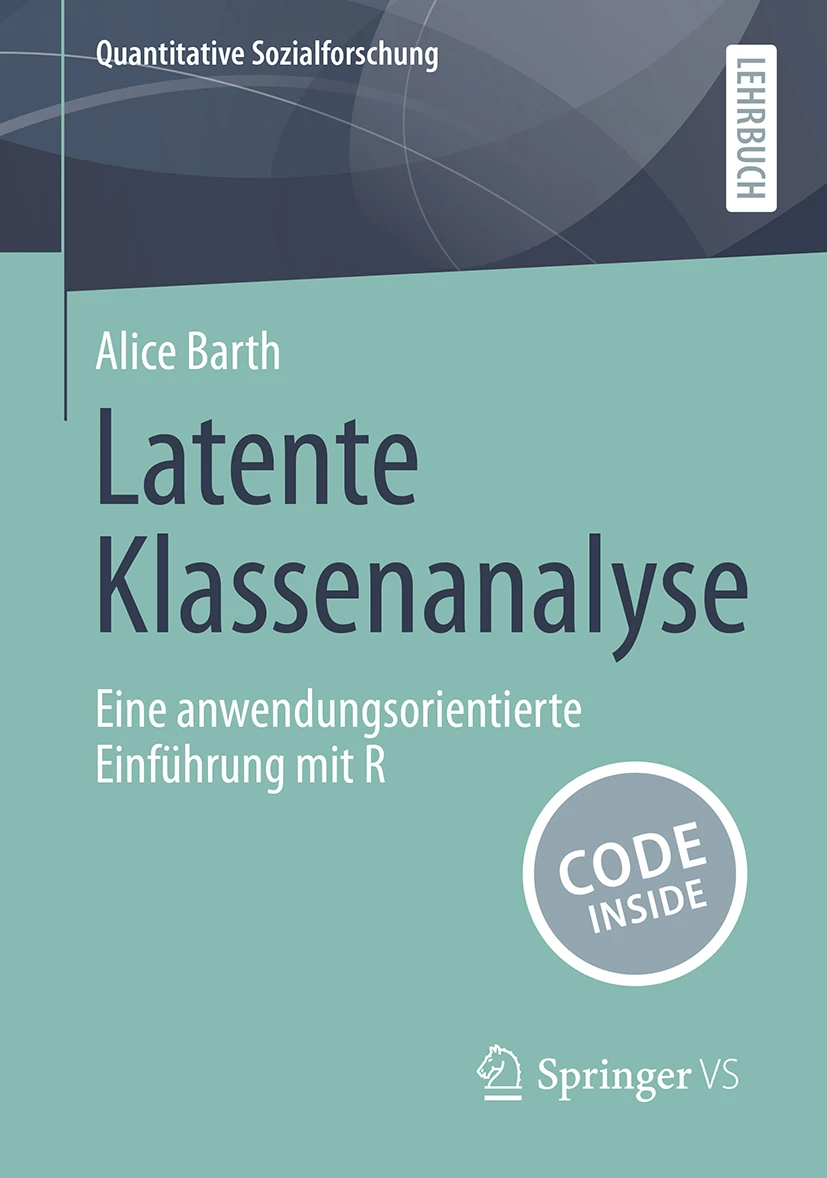 Quantitative Sozialforschung
LEHRBUCH
Alice Barth
Latente
Klassenanalyse
Eine anwendungsorientierte
Einführung mit R
CODE
INSIDE
Springer VS